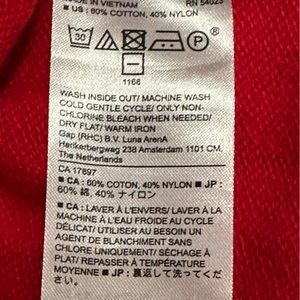 MADE IN VIETNAM RN 54023
■ US : 60% COTTON, 40% NYLON
30 P
1168
WASH INSIDE OUT/ MACHINE WASH
COLD GENTLE CYCLE/ ONLY NON-
CHLORINE BLEACH WHEN NEEDED/
DRY FLAT/ WARM IRON
Gap (RHC) B.V. Luna ArenA
Herikerbergweg 238 Amsterdam 1101 CM.
The Netherlands
CA 17897
■ CA : 60% COTTON, 40% NYLON ■ JP :
60% 綿, 40% ナイロン
■ CA : LAVER À L'ENVERS/ LAVER À LA
MACHINE À L'EAU FROIDE AU CYCLE
DÉLICAT/ UTILISER AU BESOIN UN
AGENT DE BLANCHIMENT SANS
CHLORE UNIQUEMENT/ SÉCHAGE À
PLAT/ REPASSER À TEMPÉRATURE
MOYENNE ■ JP : 裏返して洗ってくだ
さい。